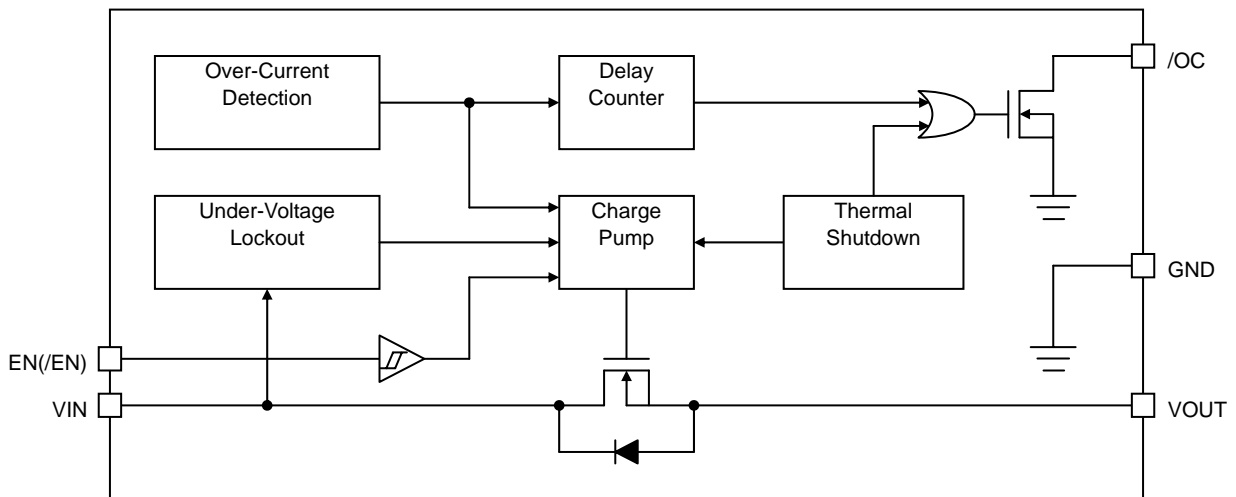 Over-Current
Detection
Delay
Counter
/OC
Under-Voltage
Lockout
Charge
Pump
Thermal
Shutdown
GND
EN(/EN)
VIN
VOUT